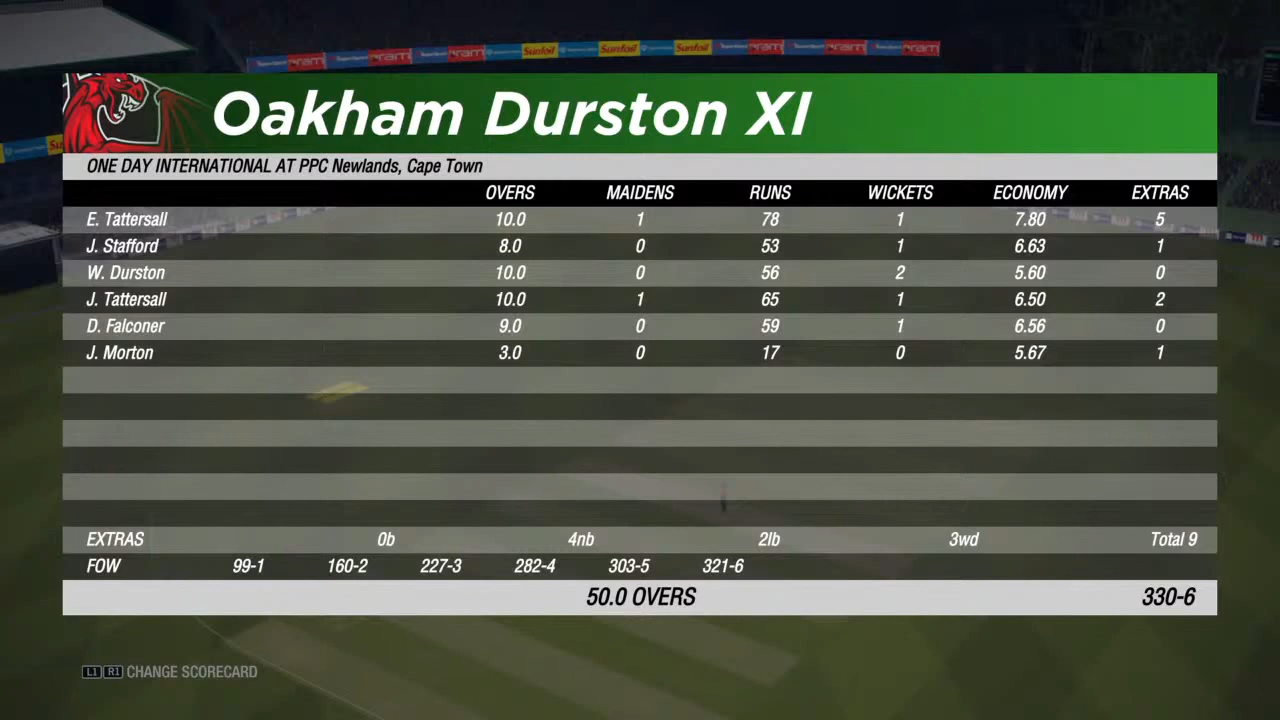 Sunfoil Sunfoil Sunfoil
Oakham Durston XI
ONE DAY INTERNATIONAL AT PPC Newlands, Cape Town
OVERS MAIDENS RUNS WICKETS ECONOMY EXTRAS
E. Tattersall 10.0 1 78 1 7.80 5
J. Stafford 8.0 0 53 1 6.63 1
W. Durston 10.0 0 56 2 5.60 0
J. Tattersall 10.0 1 65 1 6.50 2
D. Falconer 9.0 0 59 1 6.56 0
J. Morton 3.0 0 17 0 5.67 1
EXTRAS 0b 4nb 2lb 3wd Total 9
FOW 99-1 160-2 227-3 282-4 303-5 321-6
50.0 OVERS 330-6
L1 R1 CHANGE SCORECARD